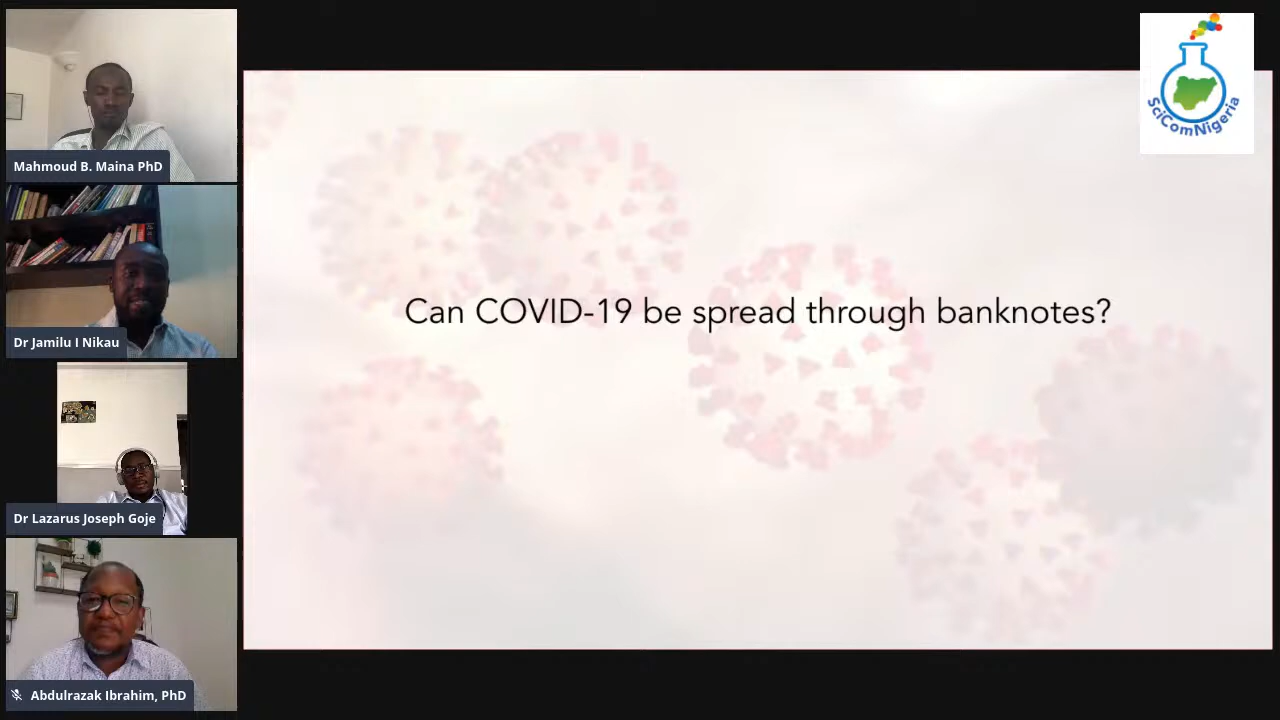 Mahmoud B. Maina PhD
Dr Jamilu I Nikau
Dr Lazarus Joseph Goje
Abdulrazak Ibrahim, PhD
Can COVID-19 be spread through banknotes?
SciComNigeria